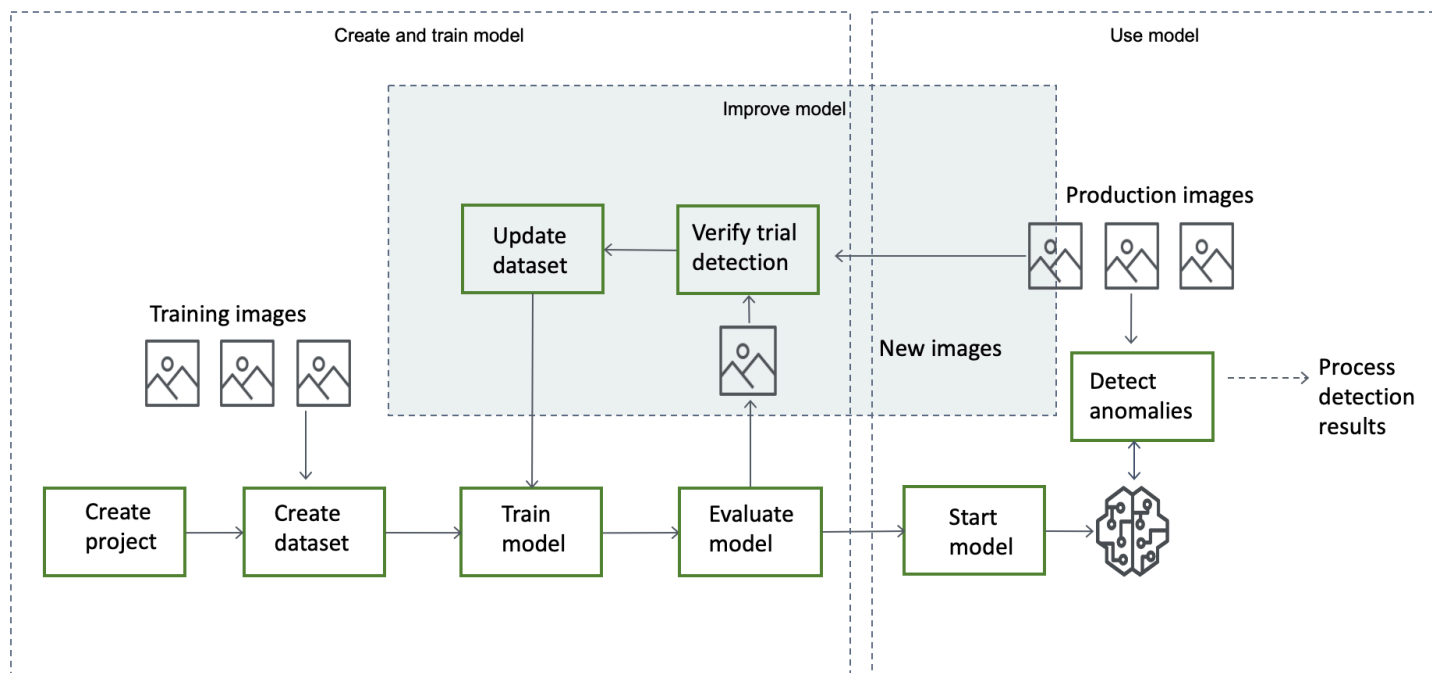 Create and train model
Use model
Improve model
Production images
Update
dataset
Verify trial
detection
Training images
New images
Detect
anomalies
Process
detection
results
Create
project
Create
dataset
Train
model
Evaluate
model
Start
model